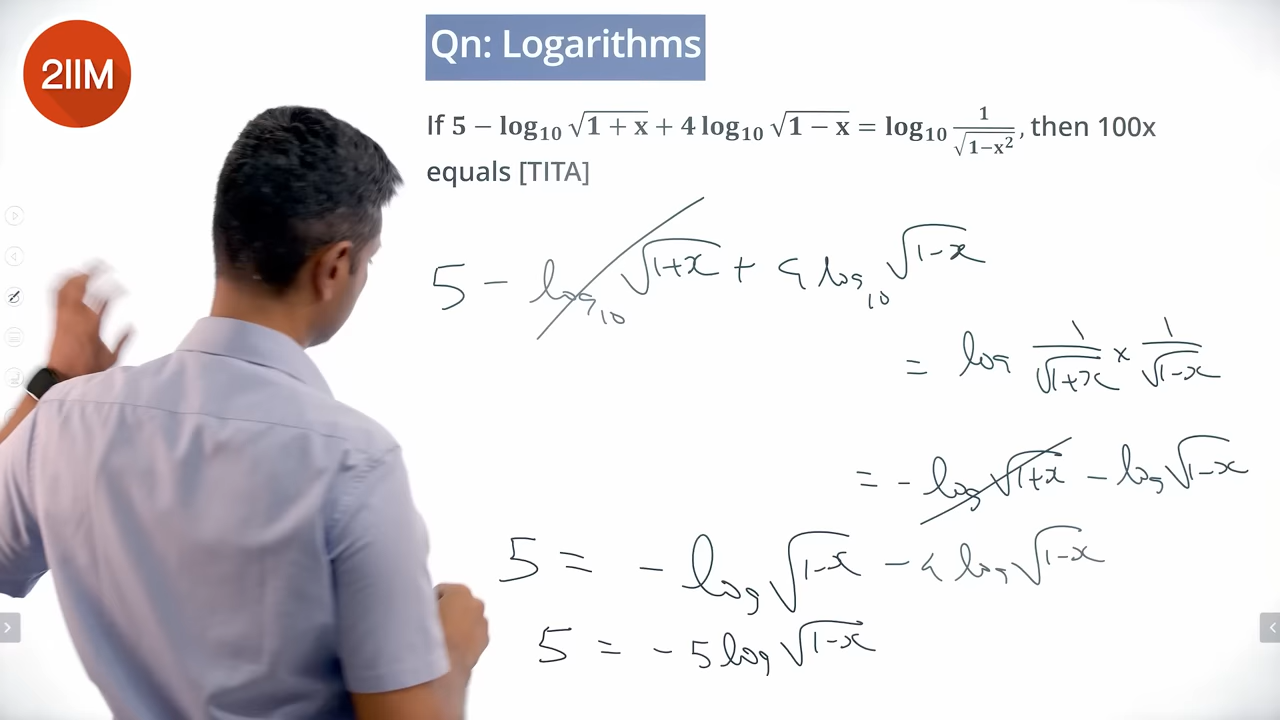 2IIM
Qn: Logarithms
If 5 − log₁₀ √(1 + x) + 4 log₁₀ √(1 − x) = log₁₀ 1/√(1−x²), then 100x
equals [TITA]
5 − log₁₀ √(1+x) + 4 log₁₀ √(1−x)
= log 1/√(1+x) × 1/√(1−x)
= − log √(1+x) − log √(1−x)
5 = − log √(1−x) − 4 log √(1−x)
5 = − 5 log √(1−x)